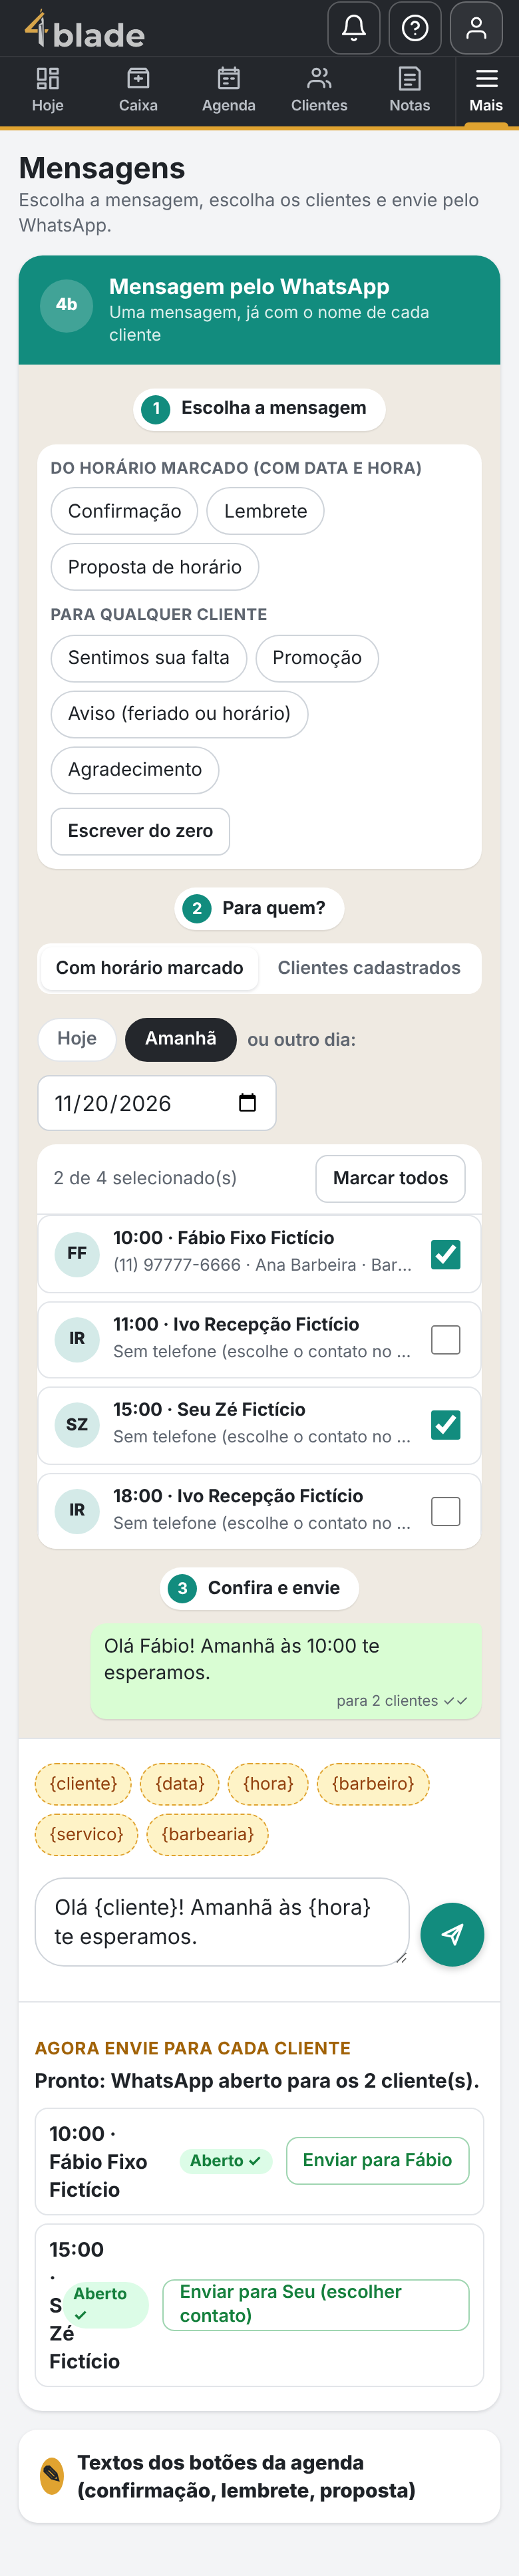 4blade
Hoje
Caixa
Agenda
Clientes
Notas
Mais
Mensagens
Escolha a mensagem, escolha os clientes e envie pelo
WhatsApp.
4b
Mensagem pelo WhatsApp
Uma mensagem, já com o nome de cada
cliente
1 Escolha a mensagem
DO HORÁRIO MARCADO (COM DATA E HORA)
Confirmação
Lembrete
Proposta de horário
PARA QUALQUER CLIENTE
Sentimos sua falta
Promoção
Aviso (feriado ou horário)
Agradecimento
Escrever do zero
2 Para quem?
Com horário marcado
Clientes cadastrados
Hoje
Amanhã
ou outro dia:
11/20/2026
2 de 4 selecionado(s)
Marcar todos
FF
10:00 · Fábio Fixo Fictício
(11) 97777-6666 · Ana Barbeira · Bar...
IR
11:00 · Ivo Recepção Fictício
Sem telefone (escolhe o contato no ...
SZ
15:00 · Seu Zé Fictício
Sem telefone (escolhe o contato no ...
IR
18:00 · Ivo Recepção Fictício
Sem telefone (escolhe o contato no ...
3 Confira e envie
Olá Fábio! Amanhã às 10:00 te
esperamos.
para 2 clientes ✓✓
{cliente}
{data}
{hora}
{barbeiro}
{servico}
{barbearia}
Olá {cliente}! Amanhã às {hora}
te esperamos.
AGORA ENVIE PARA CADA CLIENTE
Pronto: WhatsApp aberto para os 2 cliente(s).
10:00 ·
Fábio Fixo
Fictício
Aberto ✓
Enviar para Fábio
15:00
·
S
Zé
Fictício
Aberto
✓
Enviar para Seu (escolher
contato)
Textos dos botões da agenda
(confirmação, lembrete, proposta)